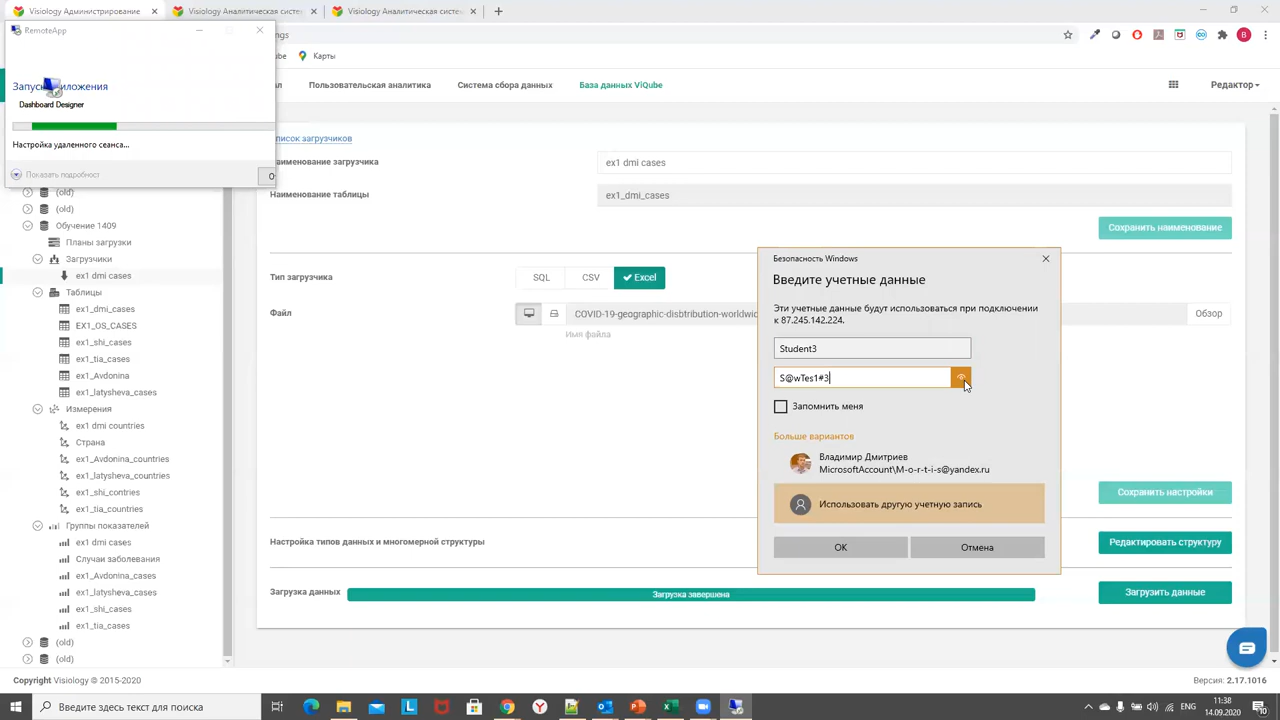 Visiology Администрирование
Visiology Аналитическая систем
Visiology Аналитическая систем
RemoteApp
ngs
Карты
Dashboard Designer
Настройка удаленного сеанса...
Показать подробност
Пользовательская аналитика
Система сбора данных
База данных ViQube
Редактор
Наименование загрузчика
ex1 dmi cases
Наименование таблицы
ex1_dmi_cases
Сохранить наименование
(old)
(old)
Обучение 1409
Планы загрузки
Загрузчики
ex1 dmi cases
Таблицы
ex1_dmi_cases
EX1_OS_CASES
ex1_shi_cases
ex1_tia_cases
ex1_Avdonina
ex1_latysheva_cases
Измерения
ex1 dmi countries
Страна
ex1_Avdonina_countries
ex1_latysheva_countries
ex1_shi_contries
ex1_tia_countries
Группы показателей
ex1 dmi cases
Случаи заболевания
ex1_Avdonina_cases
ex1_latysheva_cases
ex1_shi_cases
ex1_tia_cases
(old)
(old)
Тип загрузчика
SQL
CSV
Excel
Файл
COVID-19-geographic-disbtribution-worldwid
Обзор
Имя файла
Безопасность Windows
Введите учетные данные
Эти учетные данные будут использоваться при подключении
к 87.245.142.224.
Student3
S@wTes1#3
Запомнить меня
Больше вариантов
Владимир Дмитриев
MicrosoftAccount\M-o-r-t-i-s@yandex.ru
Использовать другую учетную запись
OK
Отмена
Сохранить настройки
Настройка типов данных и многомерной структуры
Редактировать структуру
Загрузка данных
Загрузка завершена
Загрузить данные
Copyright Visiology © 2015-2020
Версия: 2.17.1016
Введите здесь текст для поиска
ENG
11:38
14.09.2020